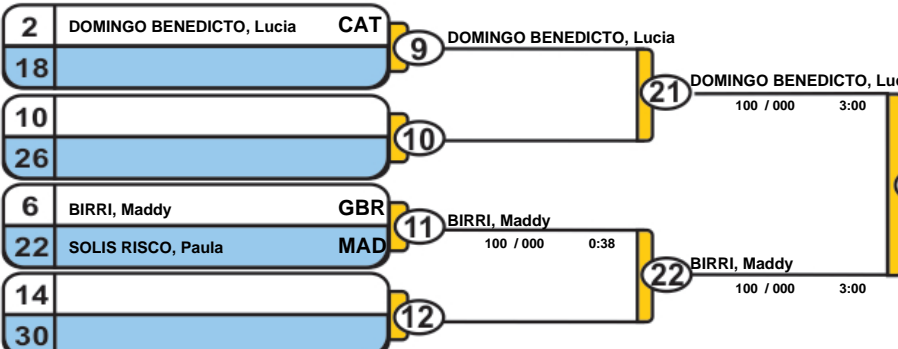 2 DOMINGO BENEDICTO, Lucia CAT
18
9
DOMINGO BENEDICTO, Lucia
10
26
10
21
DOMINGO BENEDICTO, Luc
100 / 000 3:00
6 BIRRI, Maddy GBR
22 SOLIS RISCO, Paula MAD
11
BIRRI, Maddy
100 / 000 0:38
14
30
12
22
BIRRI, Maddy
100 / 000 3:00